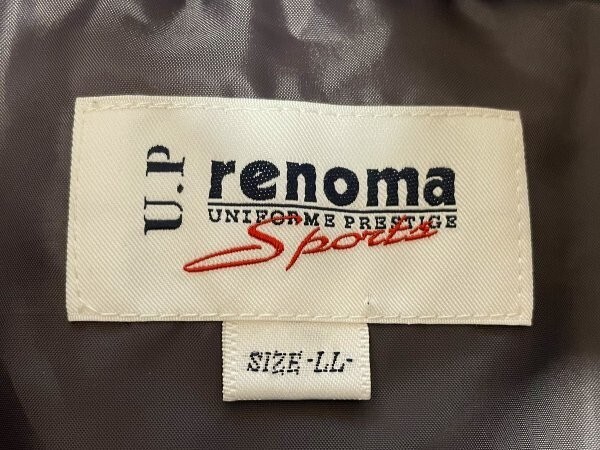 U.P
renoma
UNIFORME PRESTIGE
Sports
SIZE -LL-